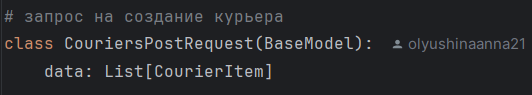 # запрос на создание курьера
class CouriersPostRequest(BaseModel): olyushinaanna21
data: List[CourierItem]